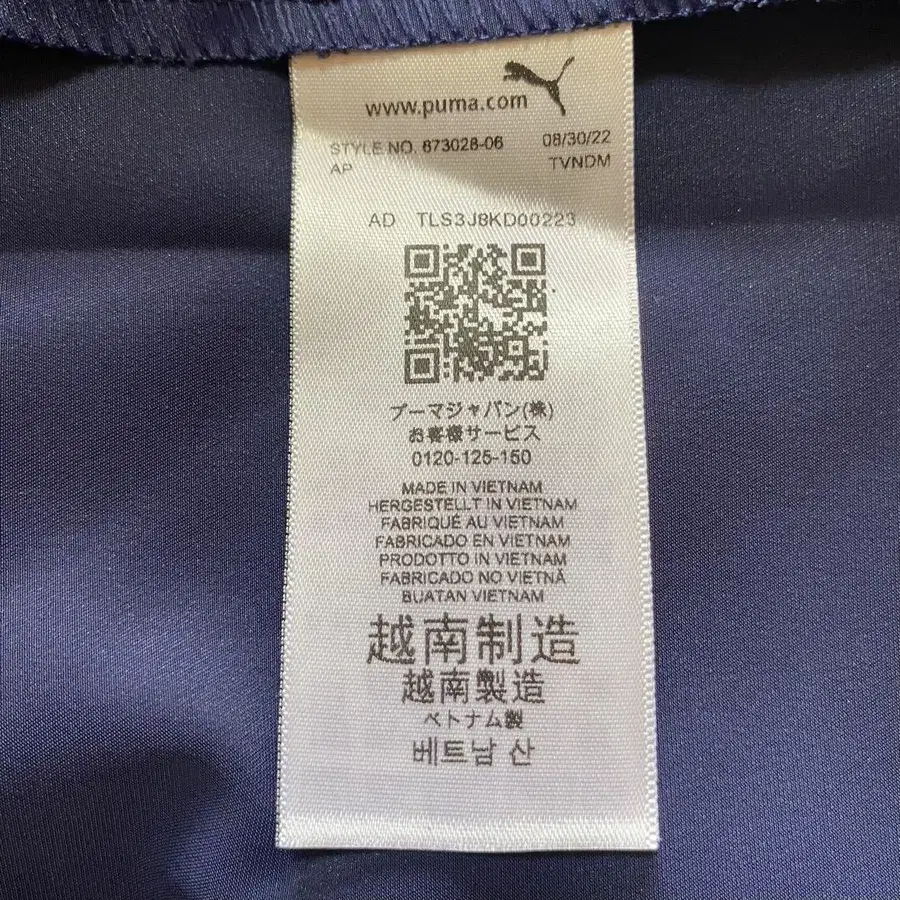 www.puma.com
STYLE NO. 673028-06 08/30/22
AP TVNDM
AD TLS3J8KD00223
プーマジャパン(株)
お客様サービス
0120-125-150
MADE IN VIETNAM
HERGESTELLT IN VIETNAM
FABRIQUÉ AU VIETNAM
FABRICADO EN VIETNAM
PRODOTTO IN VIETNAM
FABRICADO NO VIETNÃ
BUATAN VIETNAM
越南制造
越南製造
ベトナム製
베트남 산